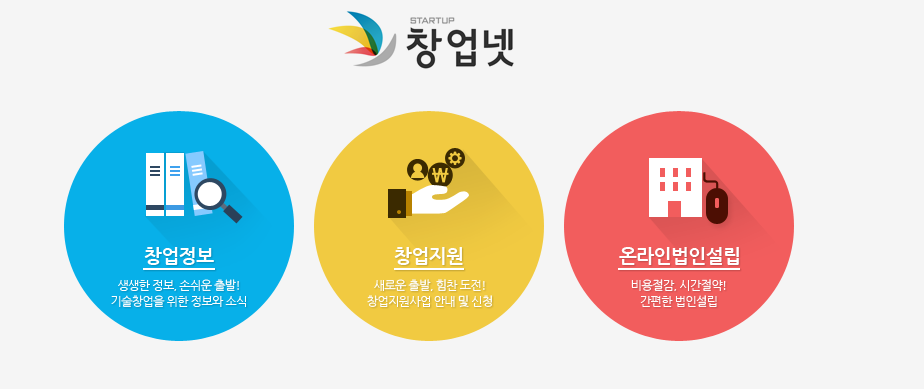 STARTUP
창업넷
창업정보
생생한 정보, 손쉬운 출발!
기술창업을 위한 정보와 소식
창업지원
새로운 출발, 힘찬 도전!
창업지원사업 안내 및 신청
온라인법인설립
비용절감, 시간절약!
간편한 법인설립